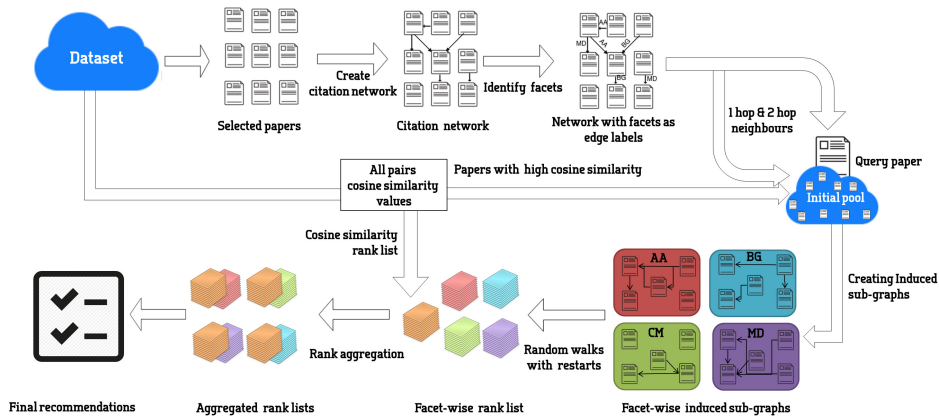 Dataset
Selected papers
Create
citation network
Citation network
Identify facets
AA
MD
AA
BG
BG
MD
Network with facets as
edge labels
1 hop & 2 hop
neighbours
Query paper
Initial pool
All pairs
cosine similarity
values
Papers with high cosine similarity
Cosine similarity
rank list
Creating Induced
sub-graphs
AA
BG
CM
MD
Random walks
with restarts
Rank aggregation
Final recommendations
Aggregated rank lists
Facet-wise rank list
Facet-wise induced sub-graphs